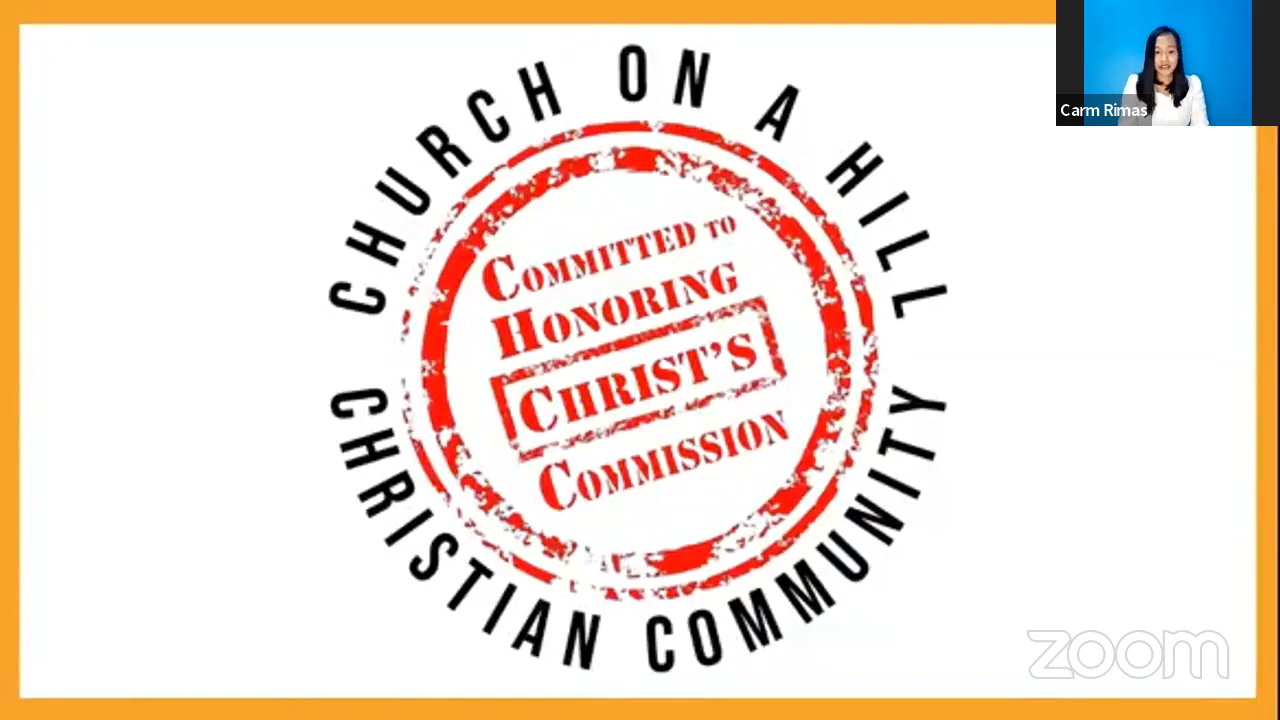 CHURCH ON A HILL
COMMITTED TO
HONORING
CHRIST'S
COMMISSION
CHRISTIAN COMMUNITY
Carm Rimas
zoom